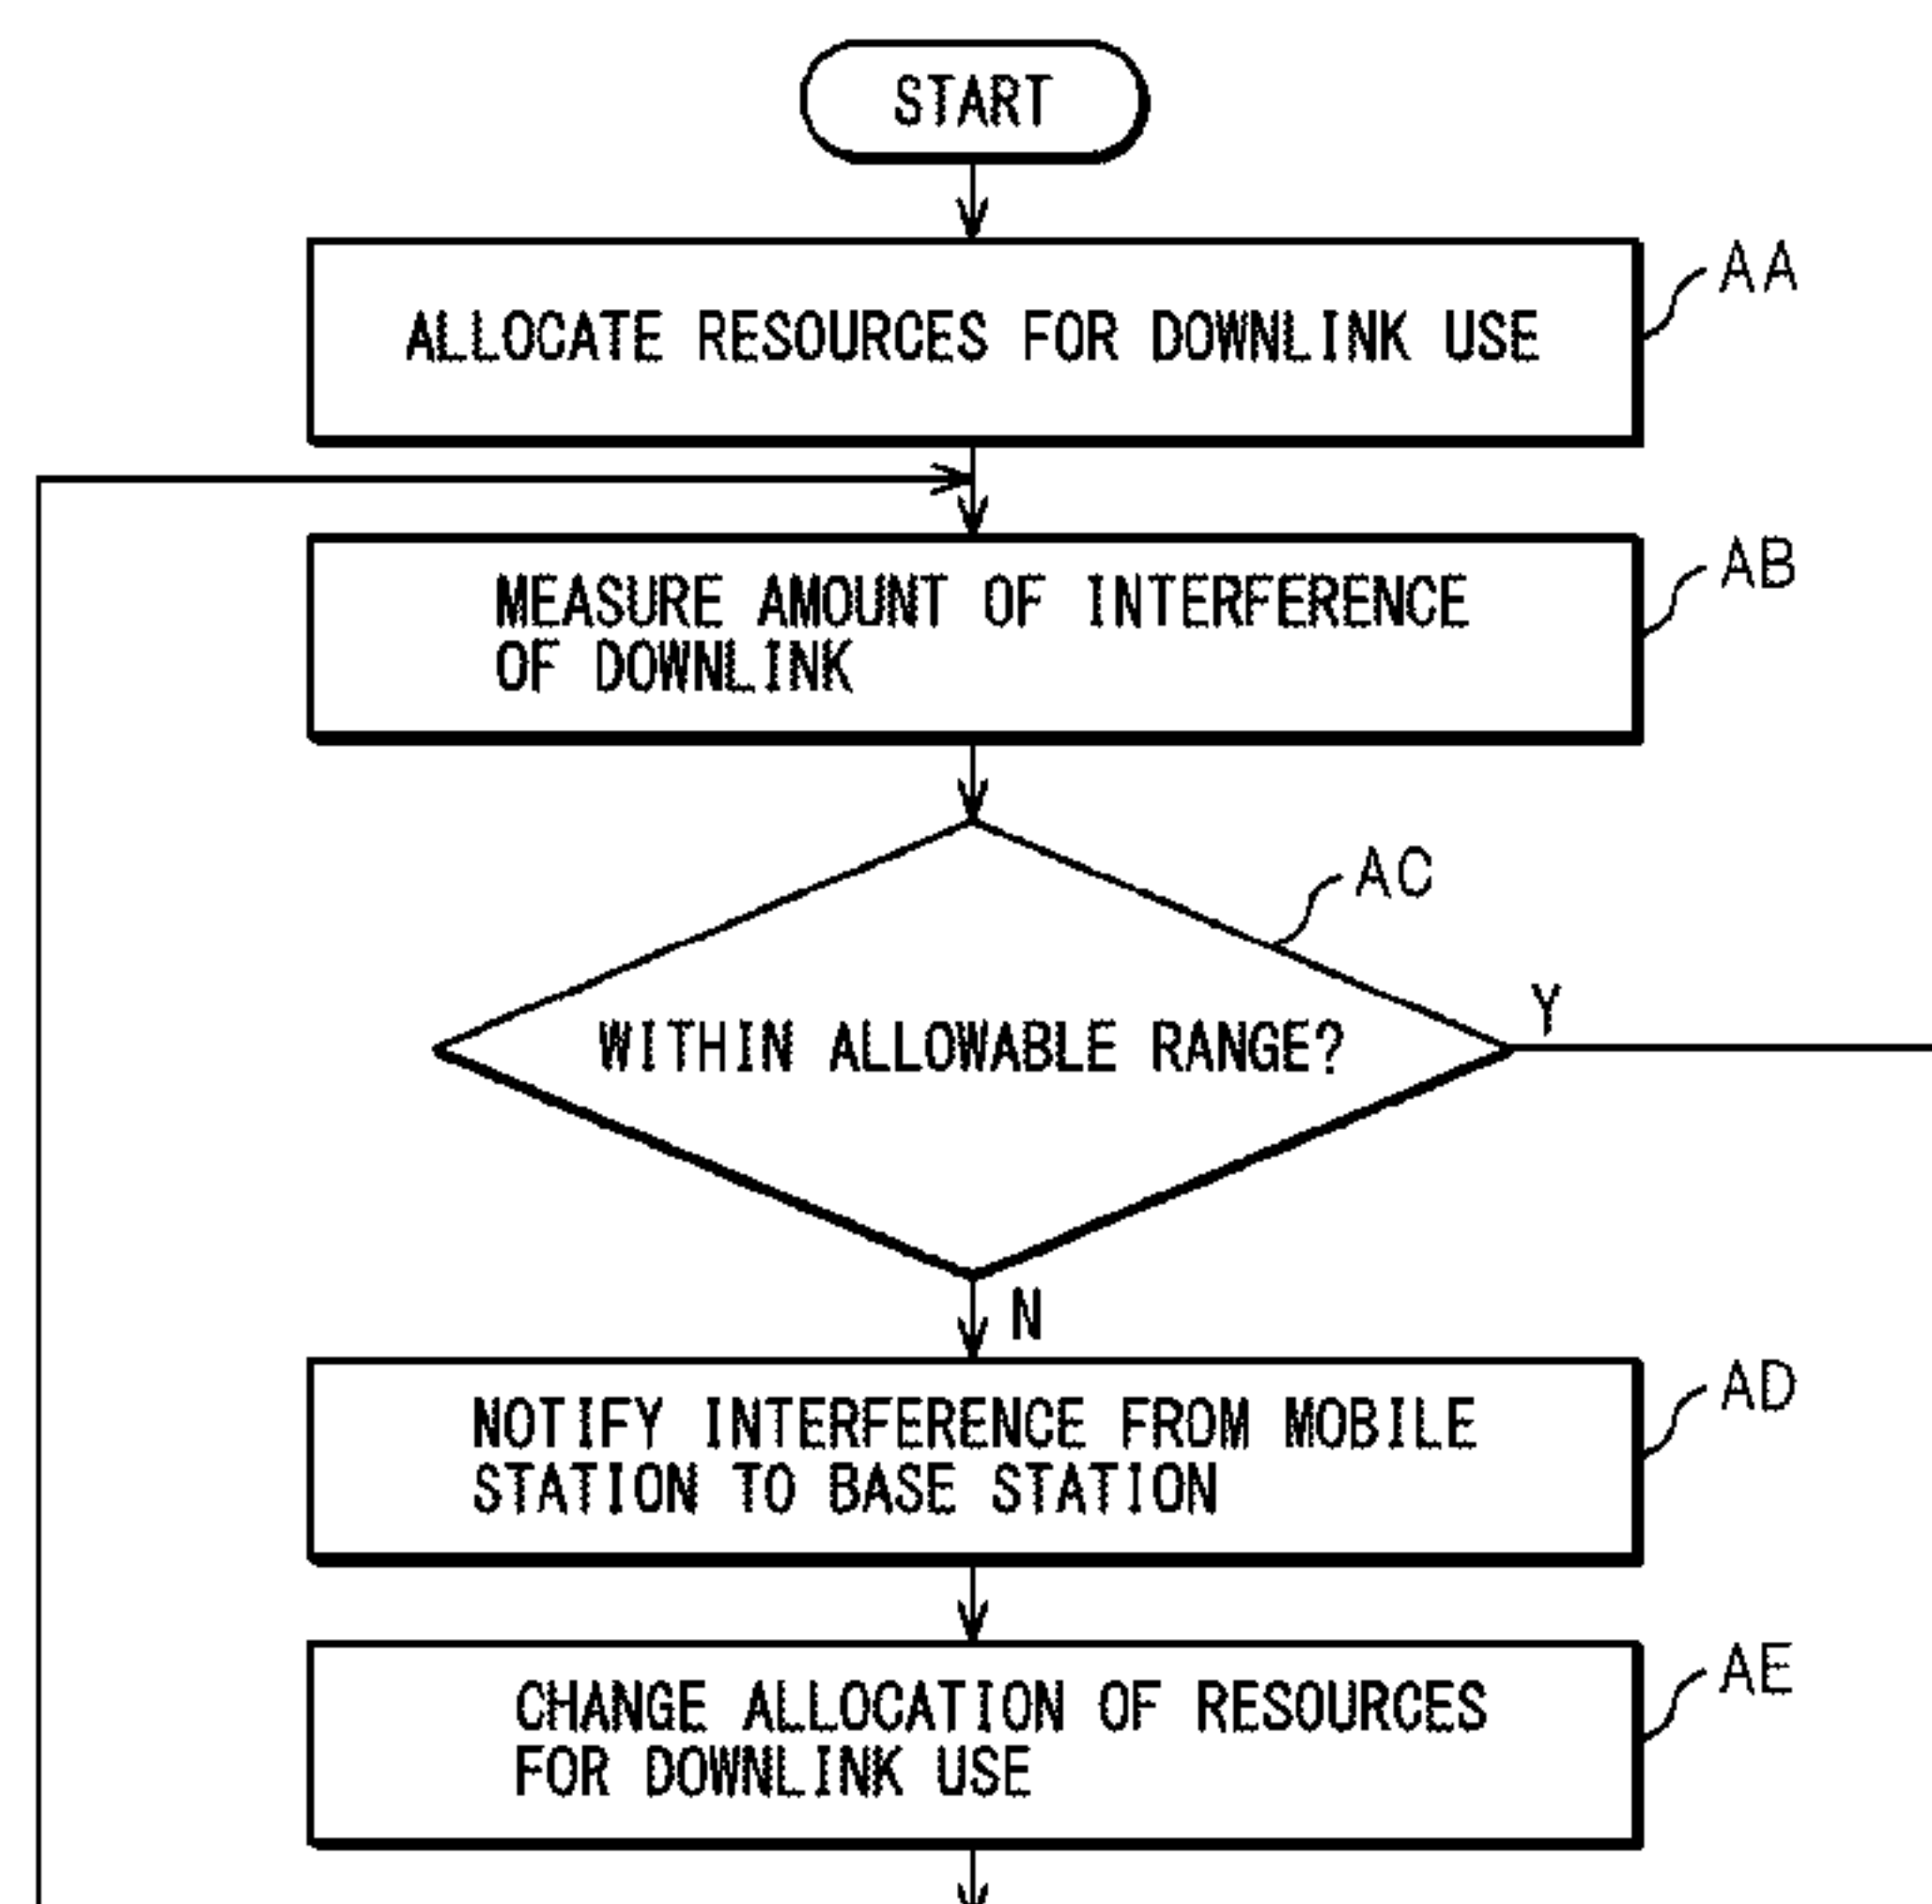 START
ALLOCATE RESOURCES FOR DOWNLINK USE
AA
MEASURE AMOUNT OF INTERFERENCE
OF DOWNLINK
AB
AC
WITHIN ALLOWABLE RANGE?
Y
N
NOTIFY INTERFERENCE FROM MOBILE
STATION TO BASE STATION
AD
CHANGE ALLOCATION OF RESOURCES
FOR DOWNLINK USE
AE